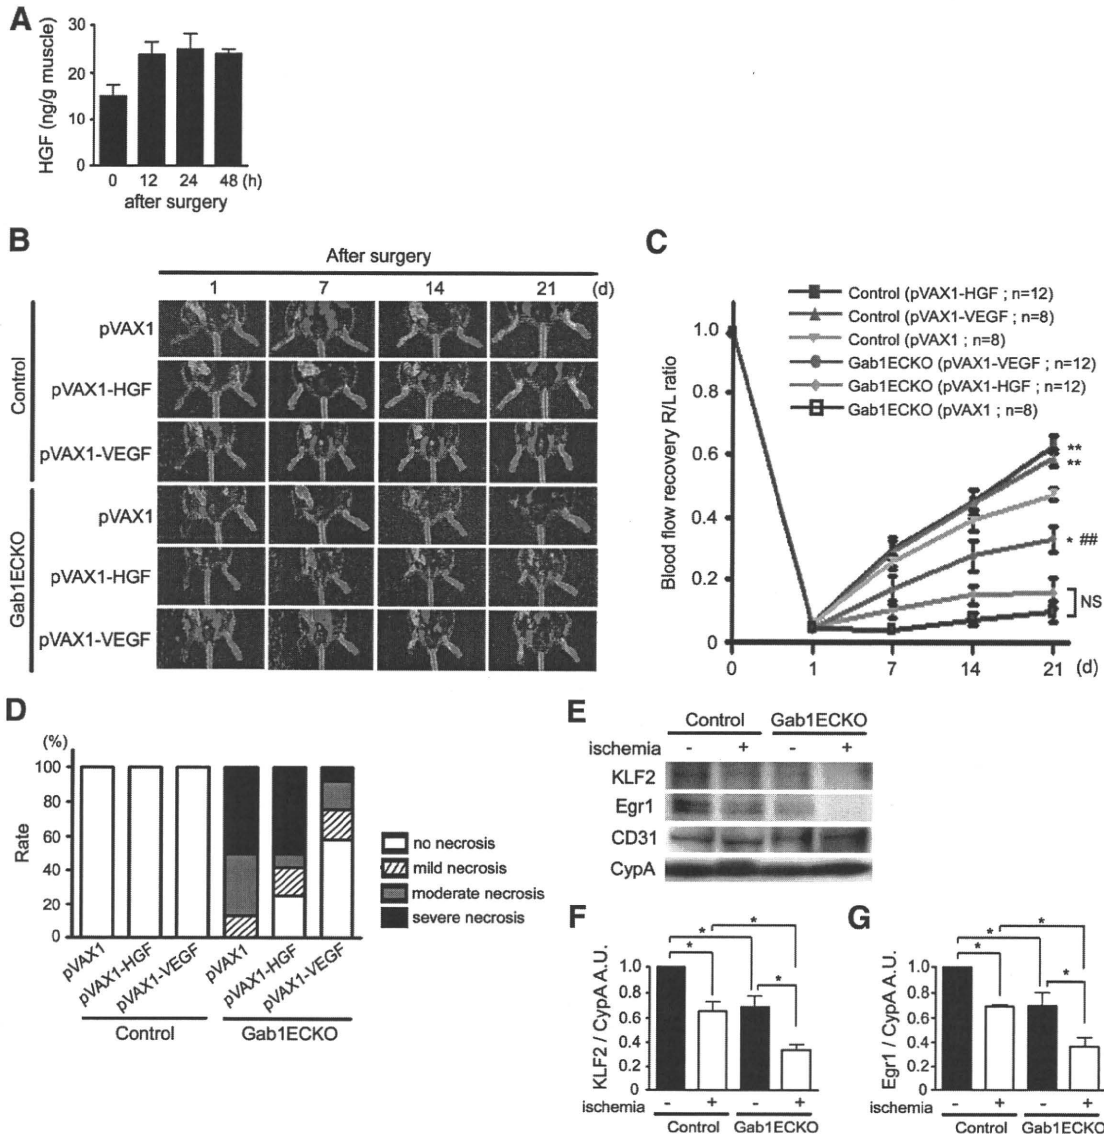 A
HGF (ng/g muscle)
30
20
10
0
0 12 24 48 (h)
after surgery
B
After surgery
1 7 14 21 (d)
Control
pVAX1
pVAX1-HGF
pVAX1-VEGF
Gab1ECKO
pVAX1
pVAX1-HGF
pVAX1-VEGF
C
Control (pVAX1-HGF ; n=12)
Control (pVAX1-VEGF ; n=8)
Control (pVAX1 ; n=8)
Gab1ECKO (pVAX1-VEGF ; n=12)
Gab1ECKO (pVAX1-HGF ; n=12)
Gab1ECKO (pVAX1 ; n=8)
Blood flow recovery R/L ratio
1.0
0.8
0.6
0.4
0.2
0
**
**
* ##
NS
0 1 7 14 21 (d)
D
(%)
Rate
100
80
60
40
20
0
pVAX1
pVAX1-HGF
pVAX1-VEGF
pVAX1
pVAX1-HGF
pVAX1-VEGF
Control Gab1ECKO
no necrosis
mild necrosis
moderate necrosis
severe necrosis
E
Control Gab1ECKO
ischemia - + - +
KLF2
Egr1
CD31
CypA
F
KLF2 / CypA A.U.
1.0
0.8
0.6
0.4
0.2
* * * *
ischemia - + - +
Control Gab1ECKO
G
Egr1 / CypA A.U.
1.0
0.8
0.6
0.4
0.2
* * * *
ischemia - + - +
Control Gab1ECKO